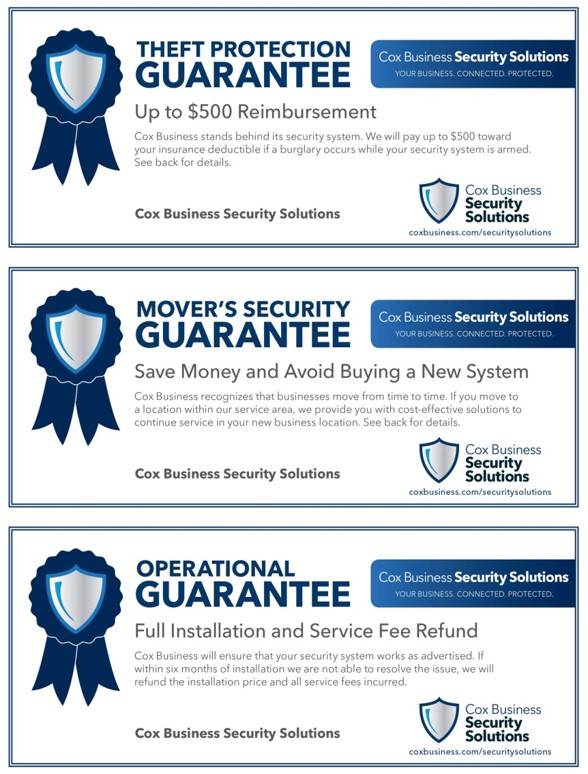 THEFT PROTECTION
GUARANTEE
Cox Business Security Solutions
YOUR BUSINESS. CONNECTED. PROTECTED.
Up to $500 Reimbursement
Cox Business stands behind its security system. We will pay up to $500 toward
your insurance deductible if a burglary occurs while your security system is armed.
See back for details.
Cox Business Security Solutions
Cox Business
Security
Solutions
coxbusiness.com/securitysolutions
MOVER'S SECURITY
GUARANTEE
Cox Business Security Solutions
YOUR BUSINESS. CONNECTED. PROTECTED.
Save Money and Avoid Buying a New System
Cox Business recognizes that businesses move from time to time. If you move to
a location within our service area, we provide you with cost-effective solutions to
continue service in your new business location. See back for details.
Cox Business Security Solutions
Cox Business
Security
Solutions
coxbusiness.com/securitysolutions
OPERATIONAL
GUARANTEE
Cox Business Security Solutions
YOUR BUSINESS. CONNECTED. PROTECTED.
Full Installation and Service Fee Refund
Cox Business will ensure that your security system works as advertised. If
within six months of installation we are not able to resolve the issue, we will
refund the installation price and all service fees incurred.
Cox Business Security Solutions
Cox Business
Security
Solutions
coxbusiness.com/securitysolutions